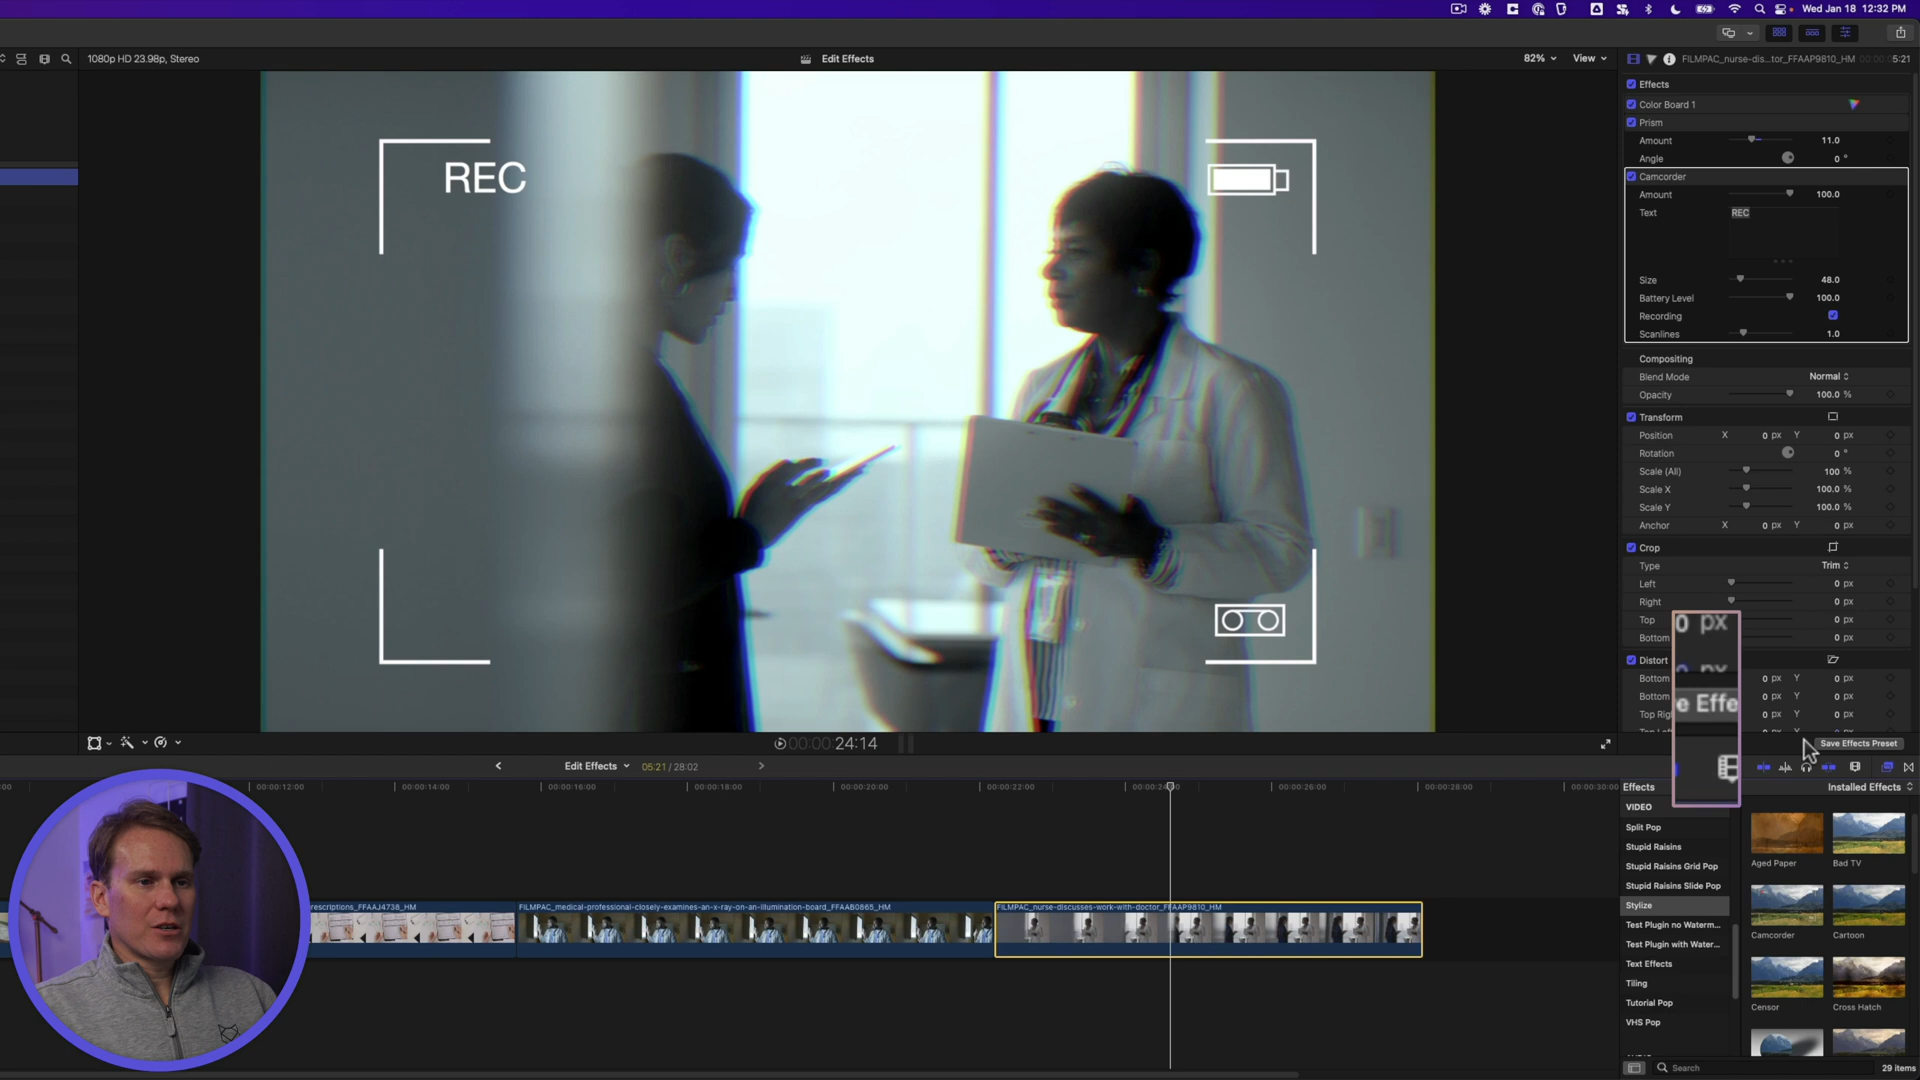 Wed Jan 18 12:32 PM
1080p HD 23.98p, Stereo
Edit Effects
82%
View
FILMPAC_nurse-dis...tor_FFAAP9810_HM
5:21
Effects
Color Board 1
Prism
Amount 11.0
Angle 0 °
Camcorder
Amount 100.0
Text REC
Size 48.0
Battery Level 100.0
Recording
Scanlines 1.0
Compositing
Blend Mode Normal
Opacity 100.0 %
Transform
Position X 0 px Y 0 px
Rotation 0 °
Scale (All) 100 %
Scale X 100.0 %
Scale Y 100.0 %
Anchor X 0 px Y 0 px
Crop
Type Trim
Left 0 px
Right 0 px
Top 0 px
Bottom 0 px
Distort
Bottom 0 px Y 0 px
Bottom 0 px Y 0 px
Top Rig 0 px Y 0 px
0 px
e Effe
Save Effects Preset
REC
00:00:24:14
Edit Effects
05:21 / 28:02
00:00:12:00
00:00:14:00
00:00:16:00
00:00:18:00
00:00:20:00
00:00:22:00
00:00:26:00
00:00:28:00
00:00:30:00
rescriptions_FFAAJ4738_HM
FILMPAC_medical-professional-closely-examines-an-x-ray-on-an-illumination-board_FFAAB0865_HM
FILMPAC_nurse-discusses-work-with-doctor_FFAAP9810_HM
Effects
Installed Effects
VIDEO
Split Pop
Stupid Raisins
Stupid Raisins Grid Pop
Stupid Raisins Slide Pop
Stylize
Test Plugin no Waterm...
Test Plugin with Water...
Text Effects
Tiling
Tutorial Pop
VHS Pop
Aged Paper
Bad TV
Camcorder
Cartoon
Censor
Cross Hatch
Search
29 items